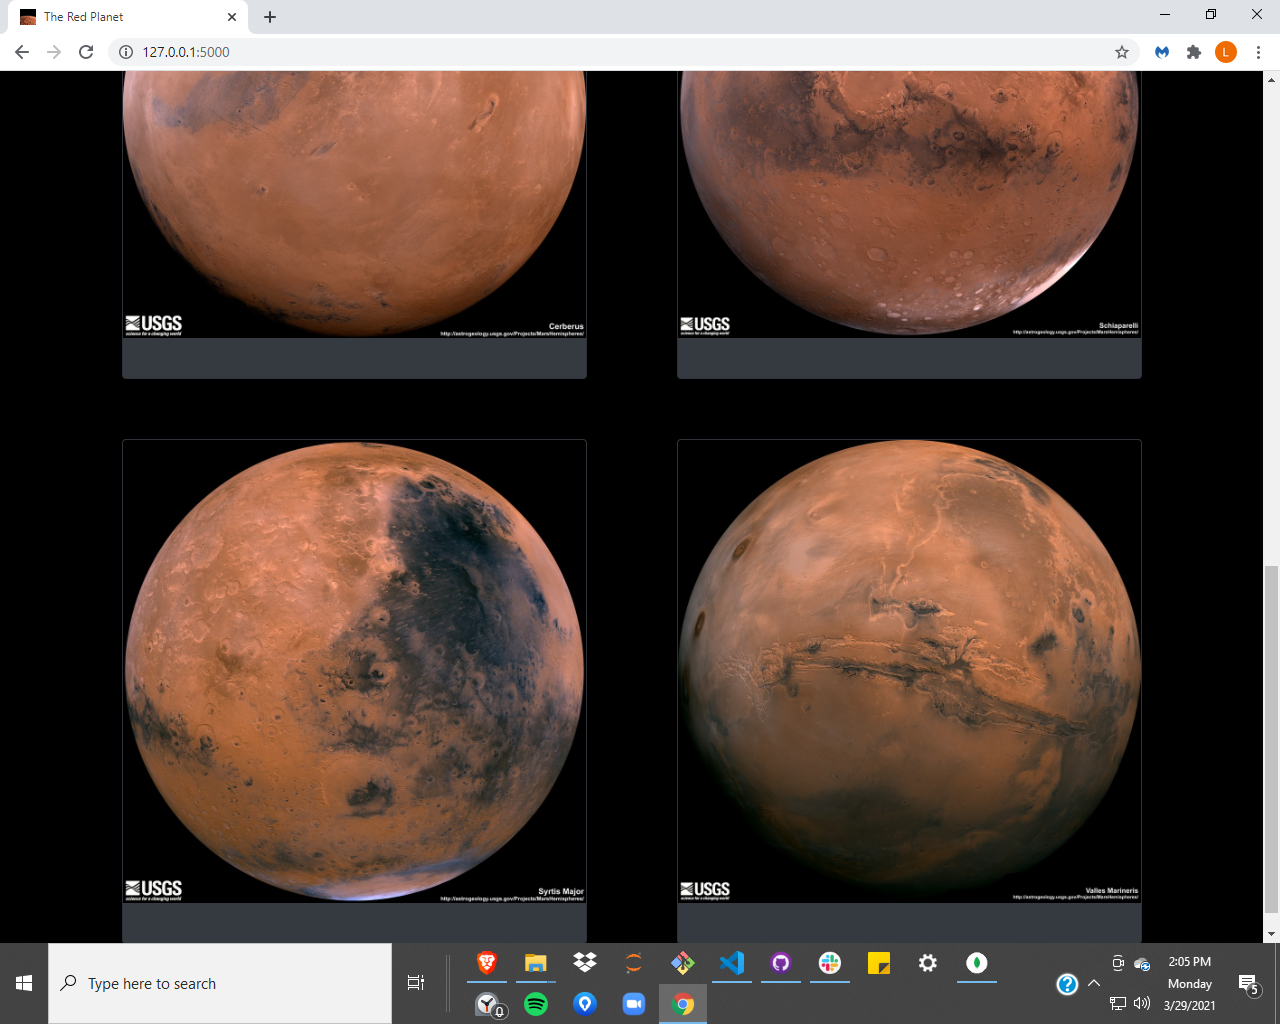 The Red Planet
127.0.0.1:5000
L
USGS
science for a changing world
Cerberus
http://astrogeology.usgs.gov/Projects/MarsHemispheres/
USGS
science for a changing world
Schiaparelli
http://astrogeology.usgs.gov/Projects/MarsHemispheres/
USGS
science for a changing world
Syrtis Major
http://astrogeology.usgs.gov/Projects/MarsHemispheres/
USGS
science for a changing world
Valles Marineris
http://astrogeology.usgs.gov/Projects/MarsHemispheres/
Type here to search
0
2:05 PM
Monday
3/29/2021
5